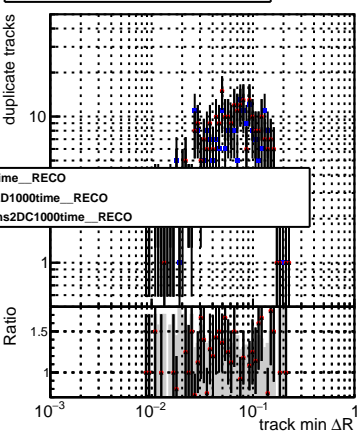 duplicate tracks
10
ime__RECO
D1000time__RECO
ns2DC1000time__RECO
1
Ratio
1.5
1
10−3
10−2
10−1
1
track min ΔR